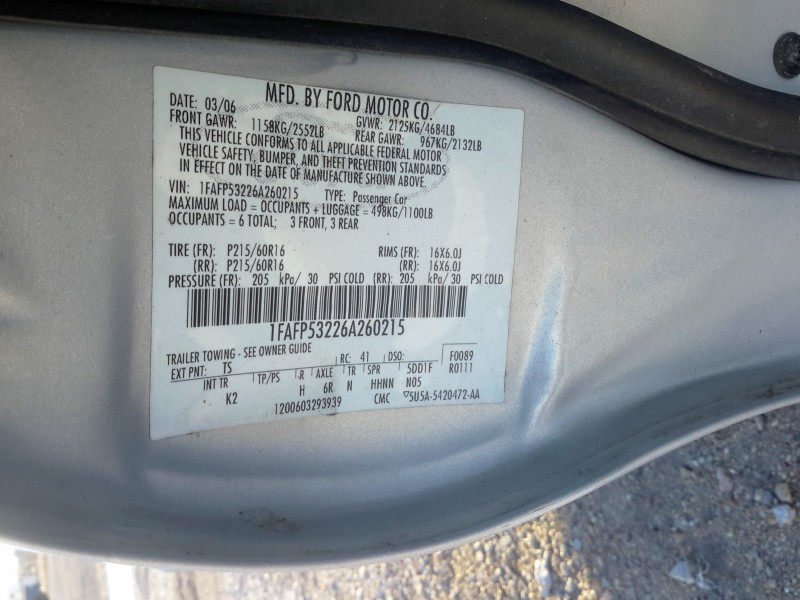 MFD. BY FORD MOTOR CO.
DATE: 03/06 GVWR: 2125KG/4684LB
FRONT GAWR: 1158KG/2552LB REAR GAWR: 967KG/2132LB
THIS VEHICLE CONFORMS TO ALL APPLICABLE FEDERAL MOTOR
VEHICLE SAFETY, BUMPER, AND THEFT PREVENTION STANDARDS
IN EFFECT ON THE DATE OF MANUFACTURE SHOWN ABOVE.
VIN: 1FAFP53226A260215 TYPE: Passenger Car
MAXIMUM LOAD = OCCUPANTS + LUGGAGE = 498KG/1100LB
OCCUPANTS = 6 TOTAL; 3 FRONT, 3 REAR
TIRE (FR): P215/60R16 RIMS (FR): 16X6.0J
(RR): P215/60R16 (RR): 16X6.0J
PRESSURE (FR): 205 kPa/ 30 PSI COLD (RR): 205 kPa/ 30 PSI COLD
1FAFP53226A260215
TRAILER TOWING - SEE OWNER GUIDE
EXT PNT: TS RC: 41 DSO: F0089
INT TR TP/PS R AXLE TR SPR 5DD1F R0111
K2 H 6R N HHNN N05
1200603293939 CMC ▽5U5A-5420472-AA